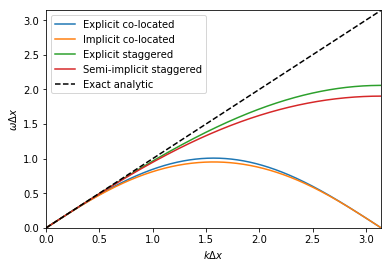 Explicit co-located
Implicit co-located
Explicit staggered
Semi-implicit staggered
Exact analytic
3.0
2.5
2.0
1.5
1.0
0.5
0.0
0.0 0.5 1.0 1.5 2.0 2.5 3.0
ωΔx
kΔx